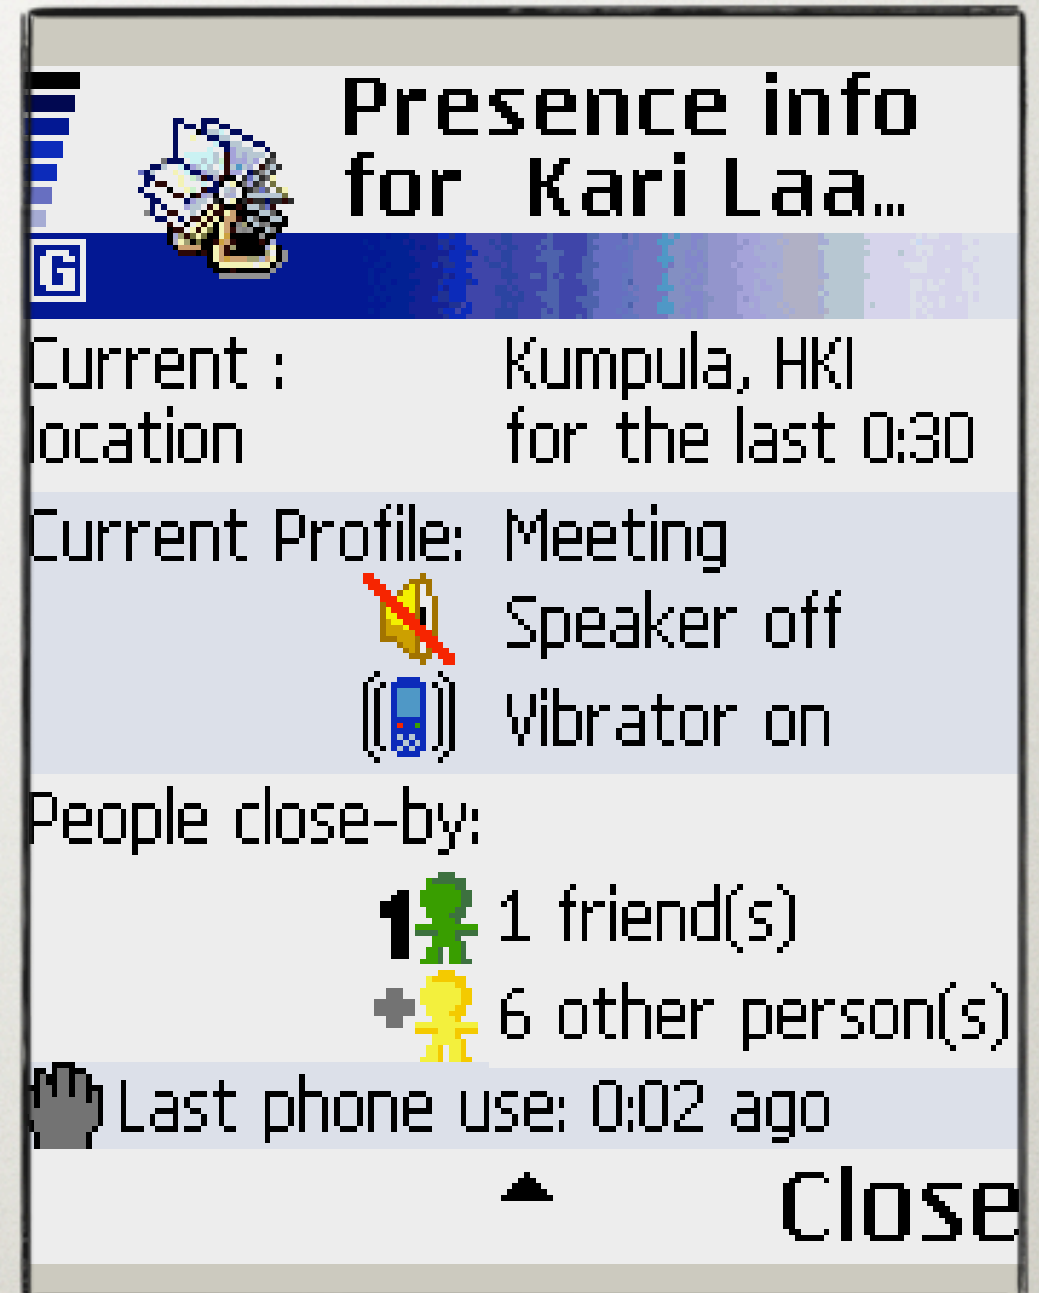 Presence info
for Kari Laa...
G
Current : Kumpula, HKI
location for the last 0:30
Current Profile: Meeting
Speaker off
Vibrator on
People close-by:
1 1 friend(s)
6 other person(s)
Last phone use: 0:02 ago
Close